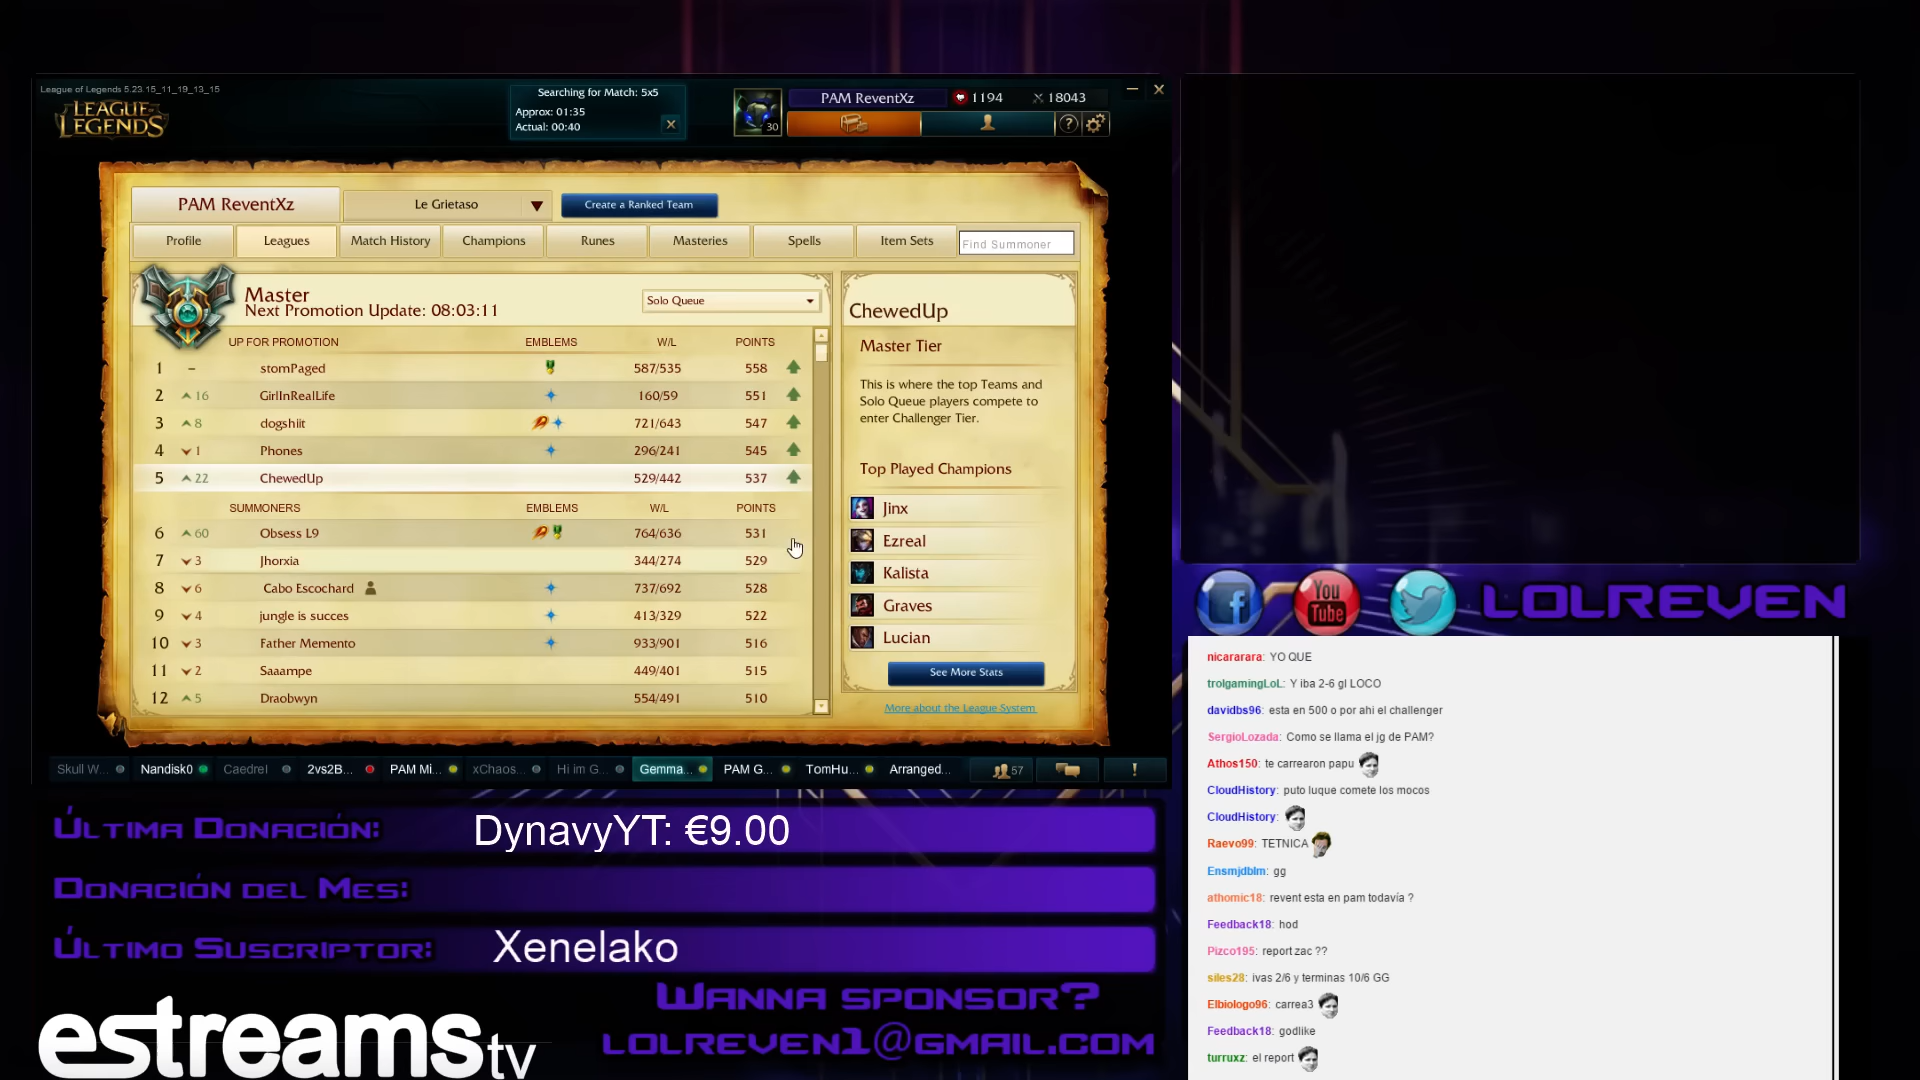 League of Legends 5.23.15_11_19_13_15
LEAGUE of LEGENDS
Searching for Match: 5x5
Approx: 01:35
Actual: 00:40
30
PAM ReventXz
1194
18043
PAM ReventXz
Le Grietaso
Create a Ranked Team
Profile
Leagues
Match History
Champions
Runes
Masteries
Spells
Item Sets
Find Summoner
Master
Next Promotion Update: 08:03:11
Solo Queue
UP FOR PROMOTION EMBLEMS W/L POINTS
1 – stomPaged 587/535 558
2 16 GirlInRealLife 160/59 551
3 8 dogshiit 721/643 547
4 1 Phones 296/241 545
5 22 ChewedUp 529/442 537
SUMMONERS EMBLEMS W/L POINTS
6 60 Obsess L9 764/636 531
7 3 Jhorxia 344/274 529
8 6 Cabo Escochard 737/692 528
9 4 jungle is succes 413/329 522
10 3 Father Memento 933/901 516
11 2 Saaampe 449/401 515
12 5 Draobwyn 554/491 510
ChewedUp
Master Tier
This is where the top Teams and
Solo Queue players compete to
enter Challenger Tier.
Top Played Champions
Jinx
Ezreal
Kalista
Graves
Lucian
See More Stats
More about the League System
Skull W...
Nandisk0
Caedrel
2vs2B...
PAM Mi...
xChaos...
Hi im G...
Gemma...
PAM G...
TomHu...
Arranged...
57
Última Donación: DynavyYT: €9.00
Donación del Mes:
Último Suscriptor: Xenelako
Wanna sponsor?
lolreven1@gmail.com
estreams tv
You Tube
LOLREVEN
nicararara: YO QUE
trolgamingLoL: Y iba 2-6 gl LOCO
davidbs96: esta en 500 o por ahi el challenger
SergioLozada: Como se llama el jg de PAM?
Athos150: te carrearon papu
CloudHistory: puto luque comete los mocos
CloudHistory:
Raevo99: TETNICA
Ensmjdblm: gg
athomic18: revent esta en pam todavía ?
Feedback18: hod
Pizco195: report zac ??
siles28: ivas 2/6 y terminas 10/6 GG
Elbiologo96: carrea3
Feedback18: godlike
turruxz: el report